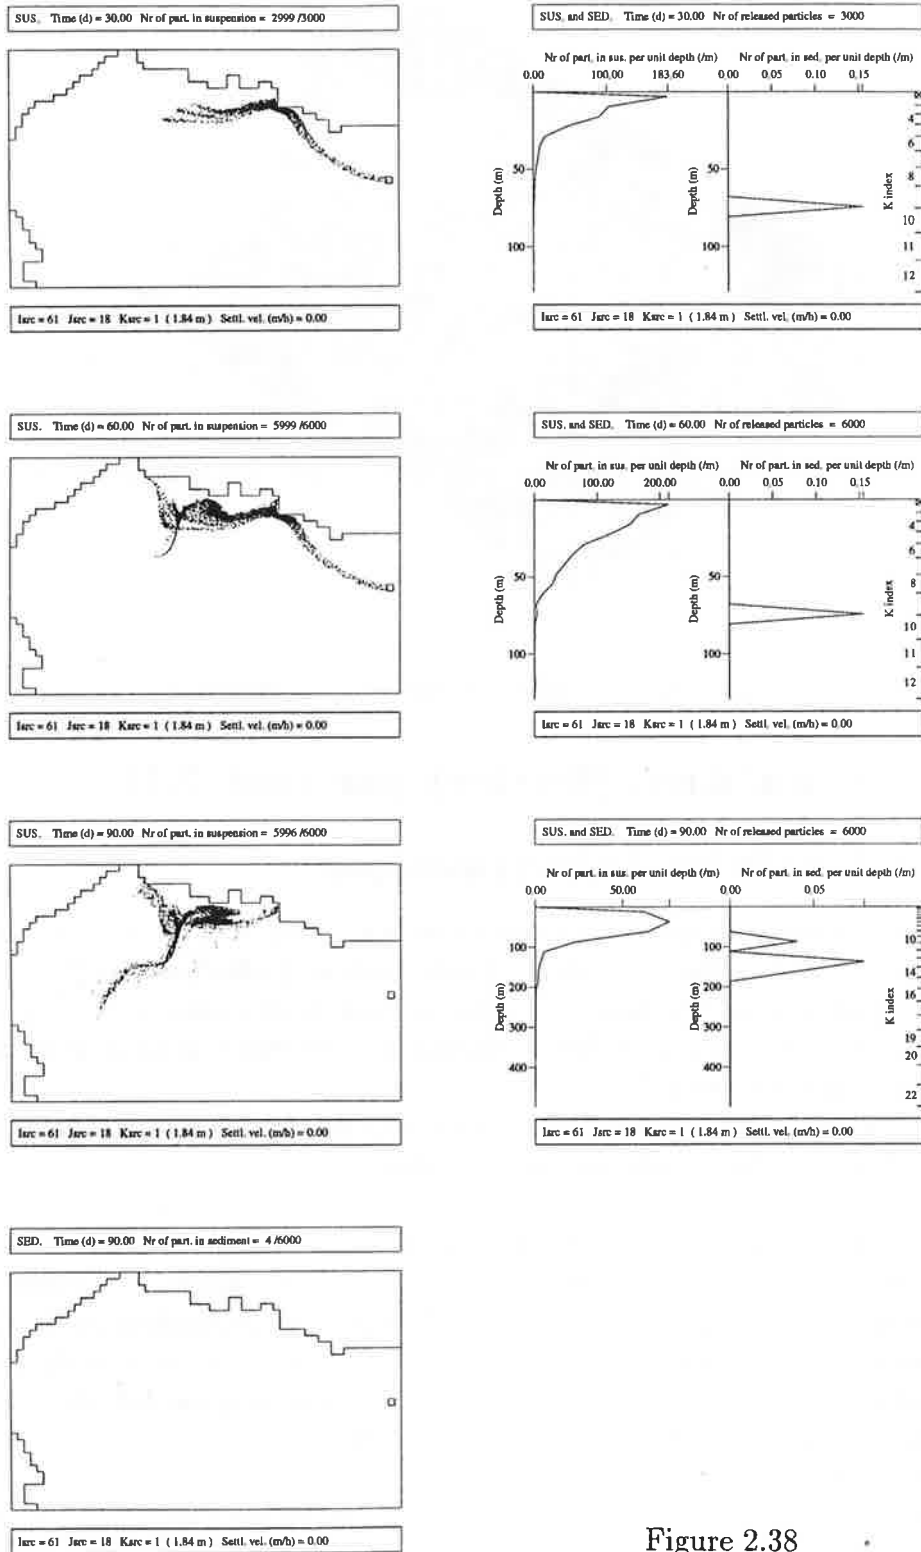 SUS. Time (d) = 30.00 Nr of part. in suspension = 2999 /3000
Isrc = 61 Jsrc = 18 Ksrc = 1 ( 1.84 m ) Settl. vel. (m/h) = 0.00
SUS. and SED. Time (d) = 30.00 Nr of released particles = 3000
Nr of part. in sus. per unit depth (/m) Nr of part. in sed. per unit depth (/m)
0.00 100.00 183.60 0.00 0.05 0.10 0.15
Depth (m)
50
100
Depth (m)
50
100
K index
4
6
8
10
11
12
Isrc = 61 Jsrc = 18 Ksrc = 1 ( 1.84 m ) Settl. vel. (m/h) = 0.00
SUS. Time (d) = 60.00 Nr of part. in suspension = 5999 /6000
Isrc = 61 Jsrc = 18 Ksrc = 1 ( 1.84 m ) Settl. vel. (m/h) = 0.00
SUS. and SED. Time (d) = 60.00 Nr of released particles = 6000
Nr of part. in sus. per unit depth (/m) Nr of part. in sed. per unit depth (/m)
0.00 100.00 200.00 0.00 0.05 0.10 0.15
Depth (m)
50
100
Depth (m)
50
100
K index
4
6
8
10
11
12
Isrc = 61 Jsrc = 18 Ksrc = 1 ( 1.84 m ) Settl. vel. (m/h) = 0.00
SUS. Time (d) = 90.00 Nr of part. in suspension = 5996 /6000
Isrc = 61 Jsrc = 18 Ksrc = 1 ( 1.84 m ) Settl. vel. (m/h) = 0.00
SUS. and SED. Time (d) = 90.00 Nr of released particles = 6000
Nr of part. in sus. per unit depth (/m) Nr of part. in sed. per unit depth (/m)
0.00 50.00 0.00 0.05
Depth (m)
100
200
300
400
Depth (m)
100
200
300
400
K index
10
14
16
19
20
22
Isrc = 61 Jsrc = 18 Ksrc = 1 ( 1.84 m ) Settl. vel. (m/h) = 0.00
SED. Time (d) = 90.00 Nr of part. in sediment = 4 /6000
Isrc = 61 Jsrc = 18 Ksrc = 1 ( 1.84 m ) Settl. vel. (m/h) = 0.00
Figure 2.38